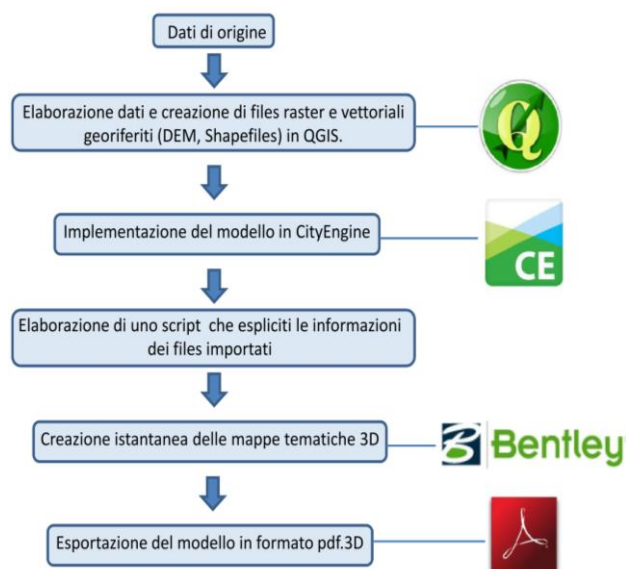 Dati di origine
Elaborazione dati e creazione di files raster e vettoriali
georiferiti (DEM, Shapefiles) in QGIS.
Q
Implementazione del modello in CityEngine
CE
Elaborazione di uno script che espliciti le informazioni
dei files importati
Creazione istantanea delle mappe tematiche 3D
B Bentley
Esportazione del modello in formato pdf.3D